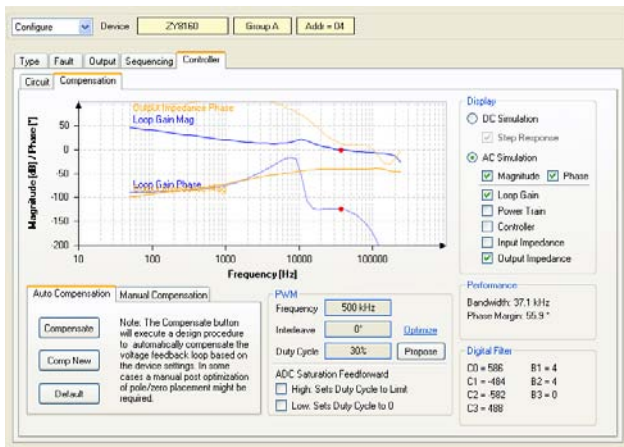 Configure Device ZY8160 Group A Addr = 04
Type Fault Output Sequencing Controller
Circuit Compensation
Output Impedance Phase
Loop Gain Mag
Loop Gain Phase
Magnitude [dB] / Phase [°]
50
0
-50
-100
-150
-200
10 100 1000 10000 100000
Frequency [Hz]
Display
DC Simulation
Step Response
AC Simulation
Magnitude Phase
Loop Gain
Power Train
Controller
Input Impedance
Output Impedance
Auto Compensation Manual Compensation
Compensate
Comp New
Default
Note: The Compensate button
will execute a design procedure
to automatically compensate the
voltage feedback loop based on
the device settings. In some
cases a manual post optimization
of pole/zero placement might be
required.
PWM
Frequency 500 kHz
Interleave 0° Optimize
Duty Cycle 30% Propose
ADC Saturation Feedforward
High: Sets Duty Cycle to Limit
Low: Sets Duty Cycle to 0
Performance
Bandwidth: 37.1 kHz
Phase Margin: 55.9 °
Digital Filter
C0 = 586 B1 = 4
C1 = -484 B2 = 4
C2 = -582 B3 = 0
C3 = 488